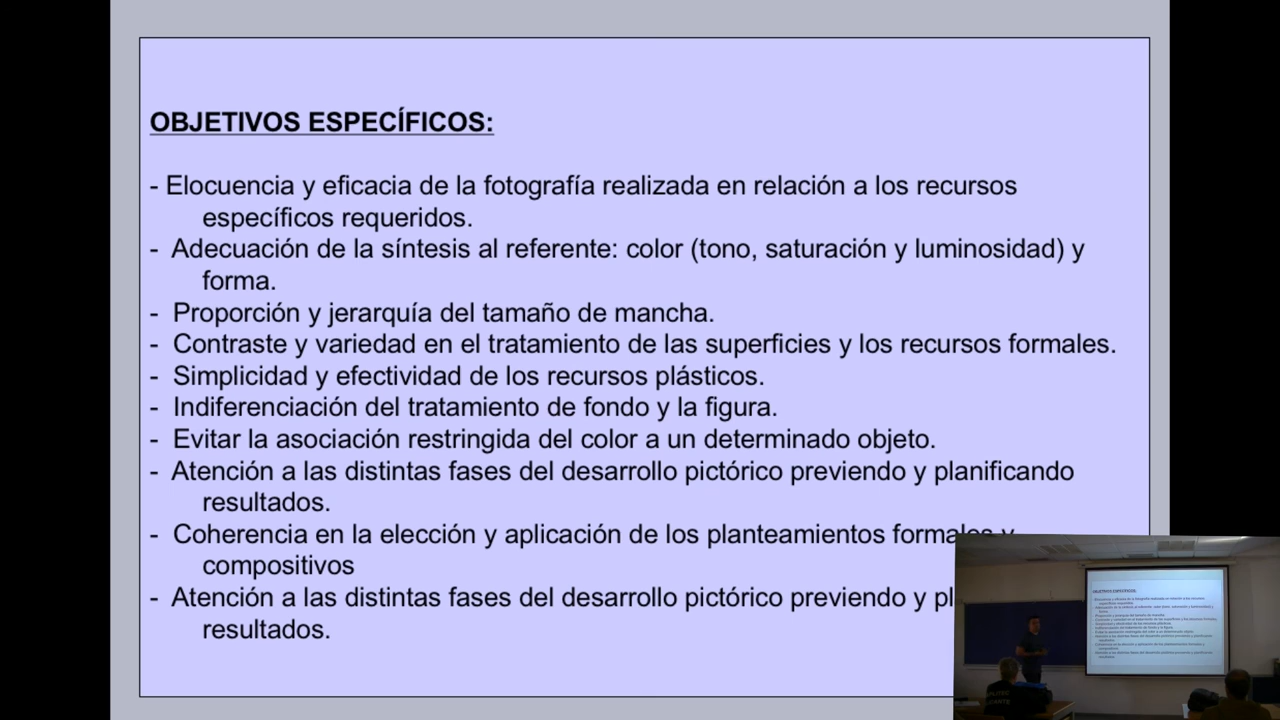 OBJETIVOS ESPECÍFICOS:
- Elocuencia y eficacia de la fotografía realizada en relación a los recursos
específicos requeridos.
- Adecuación de la síntesis al referente: color (tono, saturación y luminosidad) y
forma.
- Proporción y jerarquía del tamaño de mancha.
- Contraste y variedad en el tratamiento de las superficies y los recursos formales.
- Simplicidad y efectividad de los recursos plásticos.
- Indiferenciación del tratamiento de fondo y la figura.
- Evitar la asociación restringida del color a un determinado objeto.
- Atención a las distintas fases del desarrollo pictórico previendo y planificando
resultados.
- Coherencia en la elección y aplicación de los planteamientos formales y
compositivos
- Atención a las distintas fases del desarrollo pictórico previendo y pl
resultados.
OBJETIVOS ESPECÍFICOS: